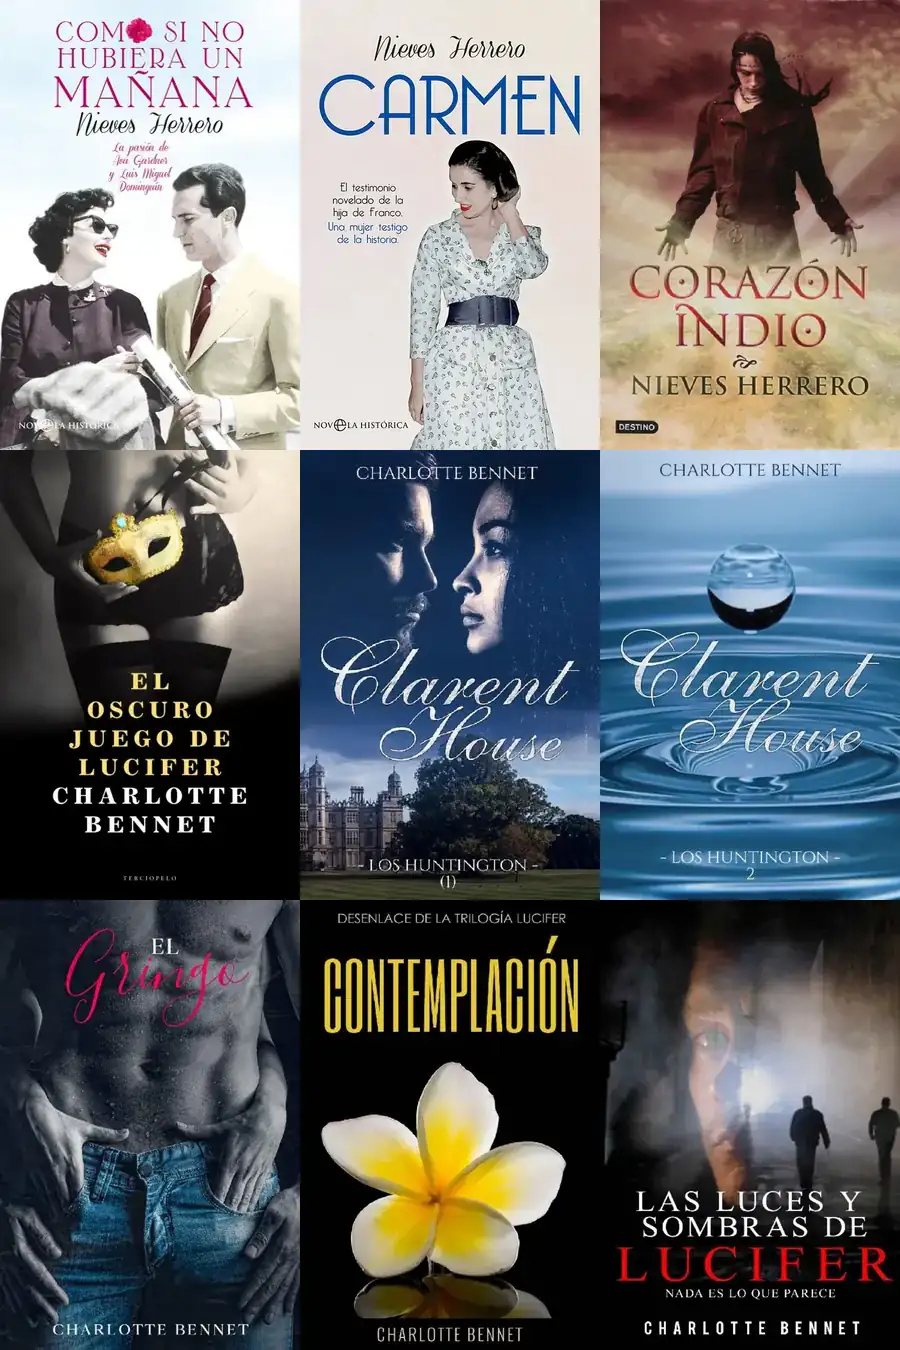 COMO SI NO
HUBIERA UN
MAÑANA
Nieves Herrero
La pasión de
Ava Gardner
y Luis Miguel
Dominguín
NOVELA HISTÓRICA
Nieves Herrero
CARMEN
El testimonio
novelado de la
hija de Franco.
Una mujer testigo
de la historia.
NOVELA HISTÓRICA
CORAZÓN
INDIO
NIEVES HERRERO
DESTINO
EL
OSCURO
JUEGO DE
LUCIFER
CHARLOTTE
BENNET
TERCIOPELO
CHARLOTTE BENNET
Clarent
House
- LOS HUNTINGTON -
(1)
CHARLOTTE BENNET
Clarent
House
- LOS HUNTINGTON -
2
EL
Gringo
CHARLOTTE BENNET
DESENLACE DE LA TRILOGÍA LUCIFER
CONTEMPLACIÓN
CHARLOTTE BENNET
LAS LUCES Y
SOMBRAS DE
LUCIFER
NADA ES LO QUE PARECE
CHARLOTTE BENNET